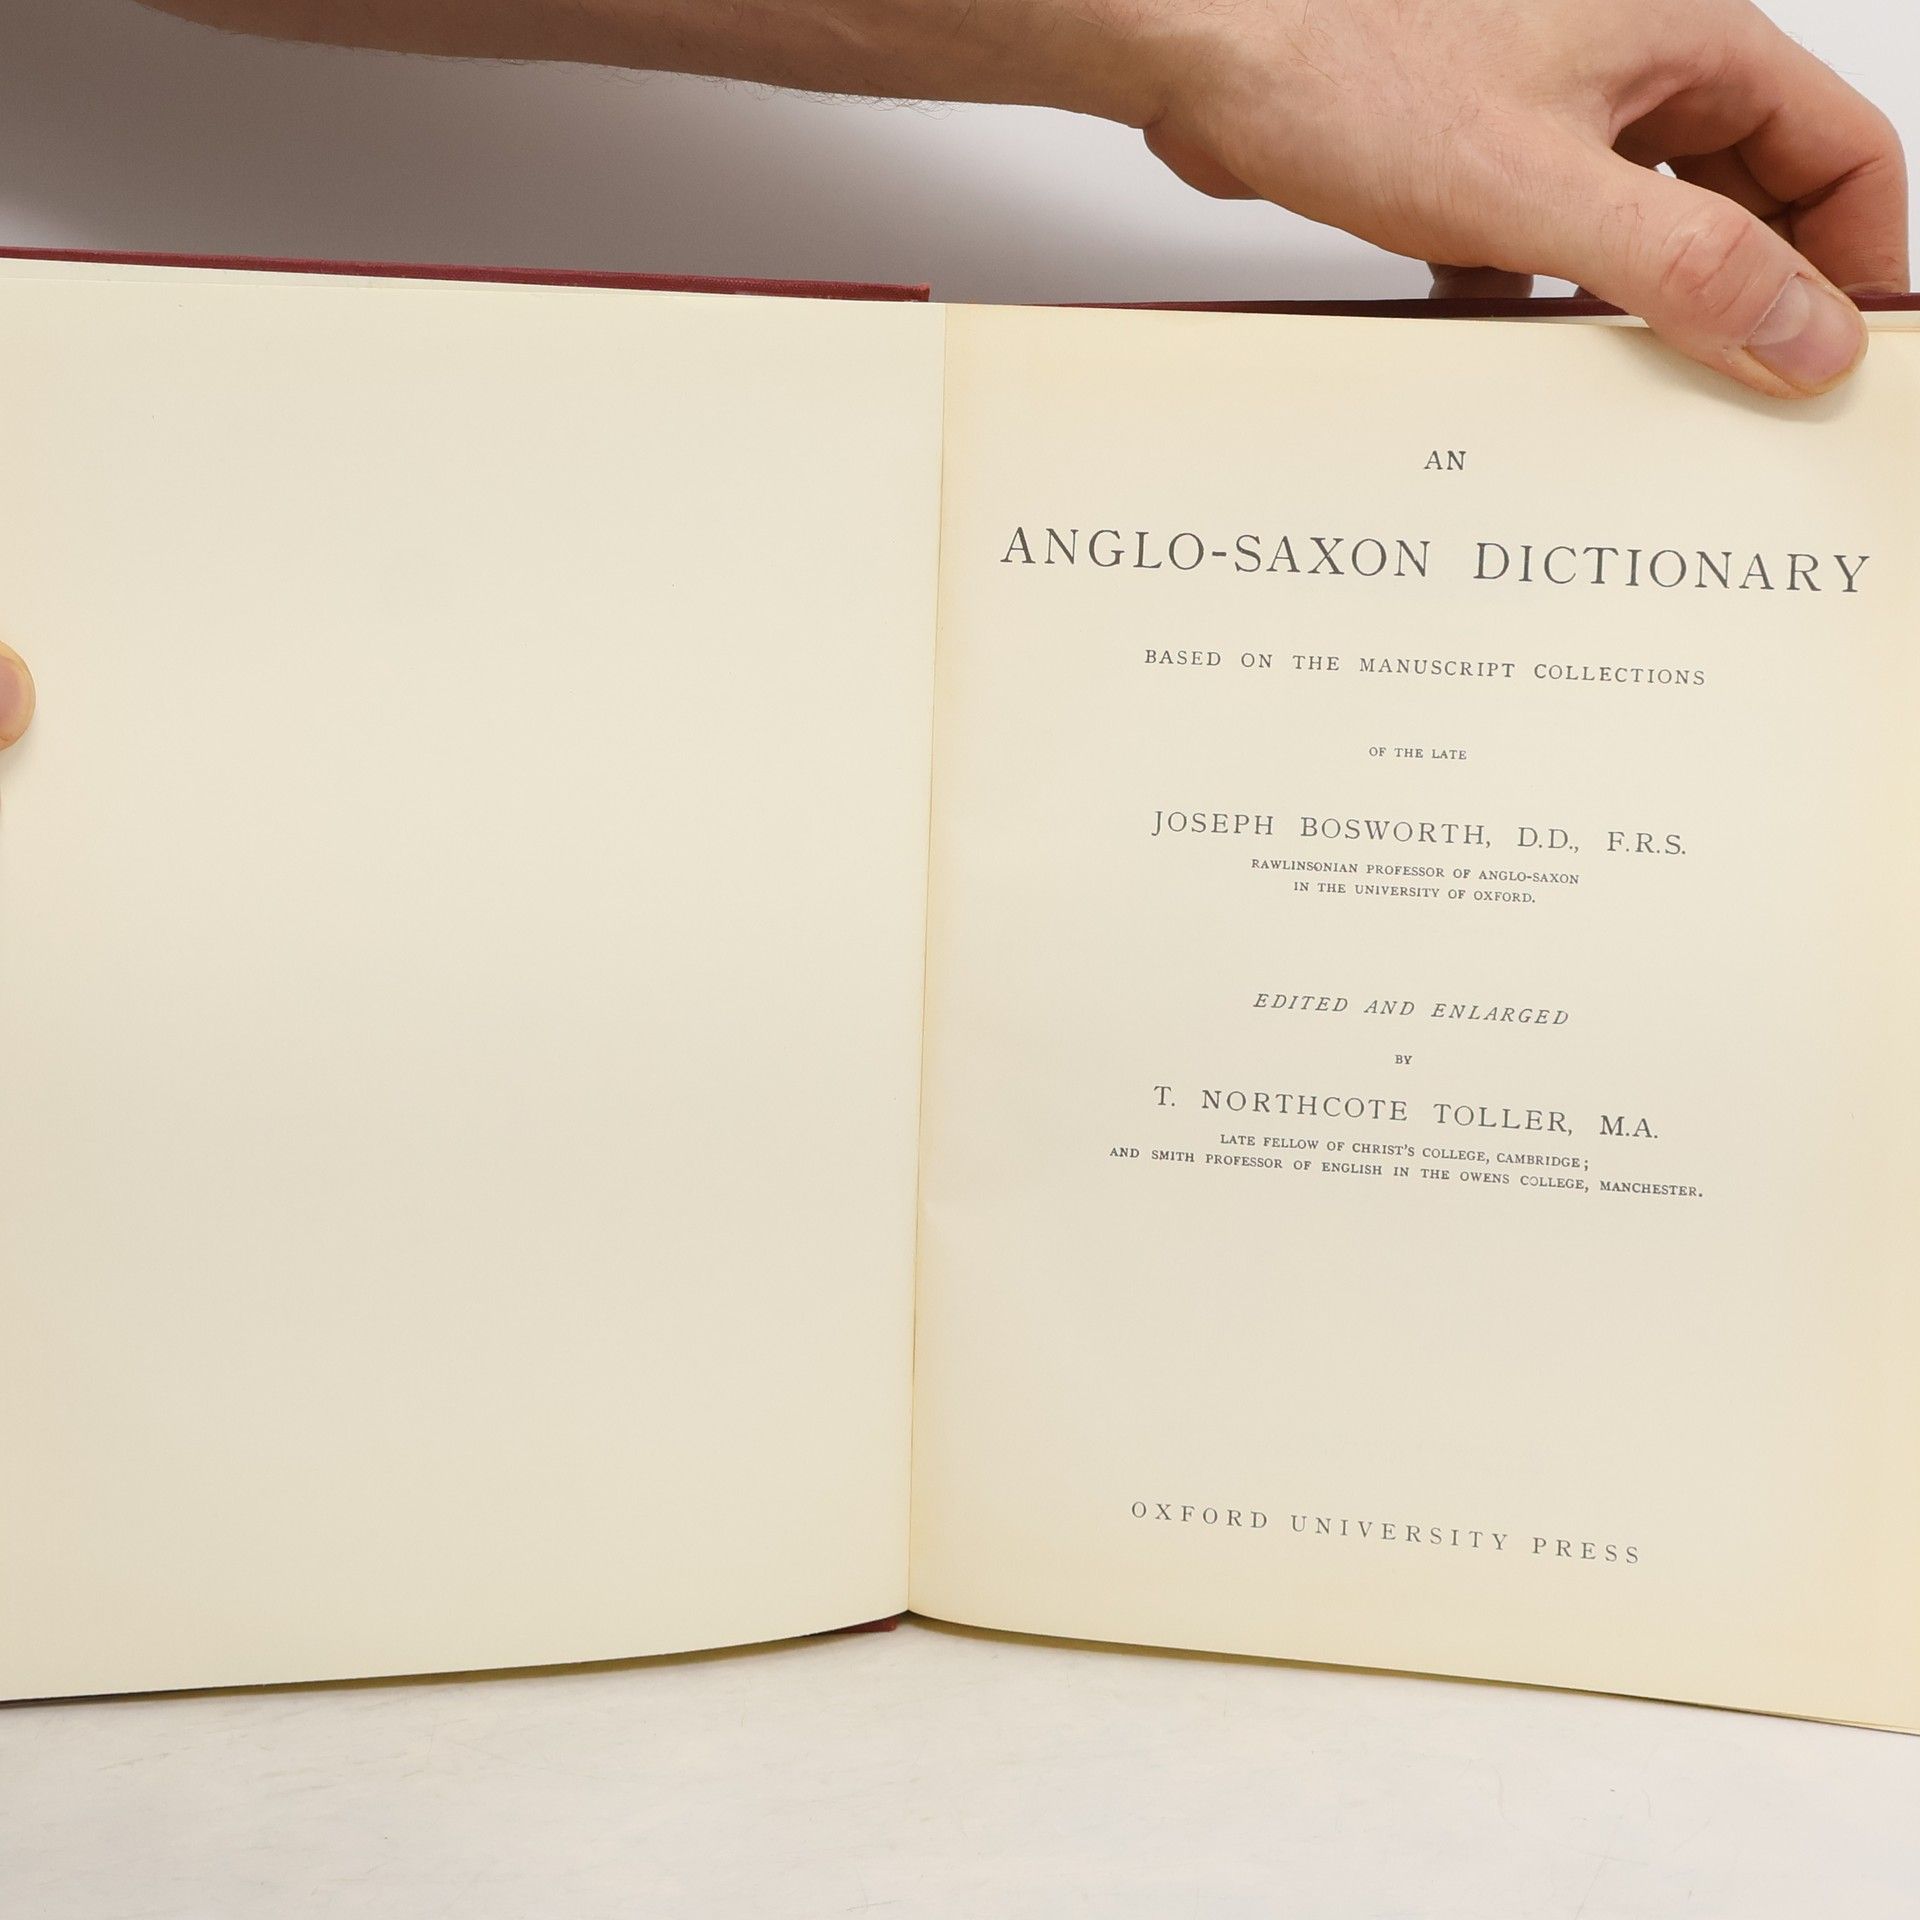 AN
ANGLO-SAXON DICTIONARY
BASED ON THE MANUSCRIPT COLLECTIONS
OF THE LATE
JOSEPH BOSWORTH, D.D., F.R.S.
RAWLINSONIAN PROFESSOR OF ANGLO-SAXON
IN THE UNIVERSITY OF OXFORD.
EDITED AND ENLARGED
BY
T. NORTHCOTE TOLLER, M.A.
LATE FELLOW OF CHRIST'S COLLEGE, CAMBRIDGE;
AND SMITH PROFESSOR OF ENGLISH IN THE OWENS COLLEGE, MANCHESTER.
OXFORD UNIVERSITY PRESS